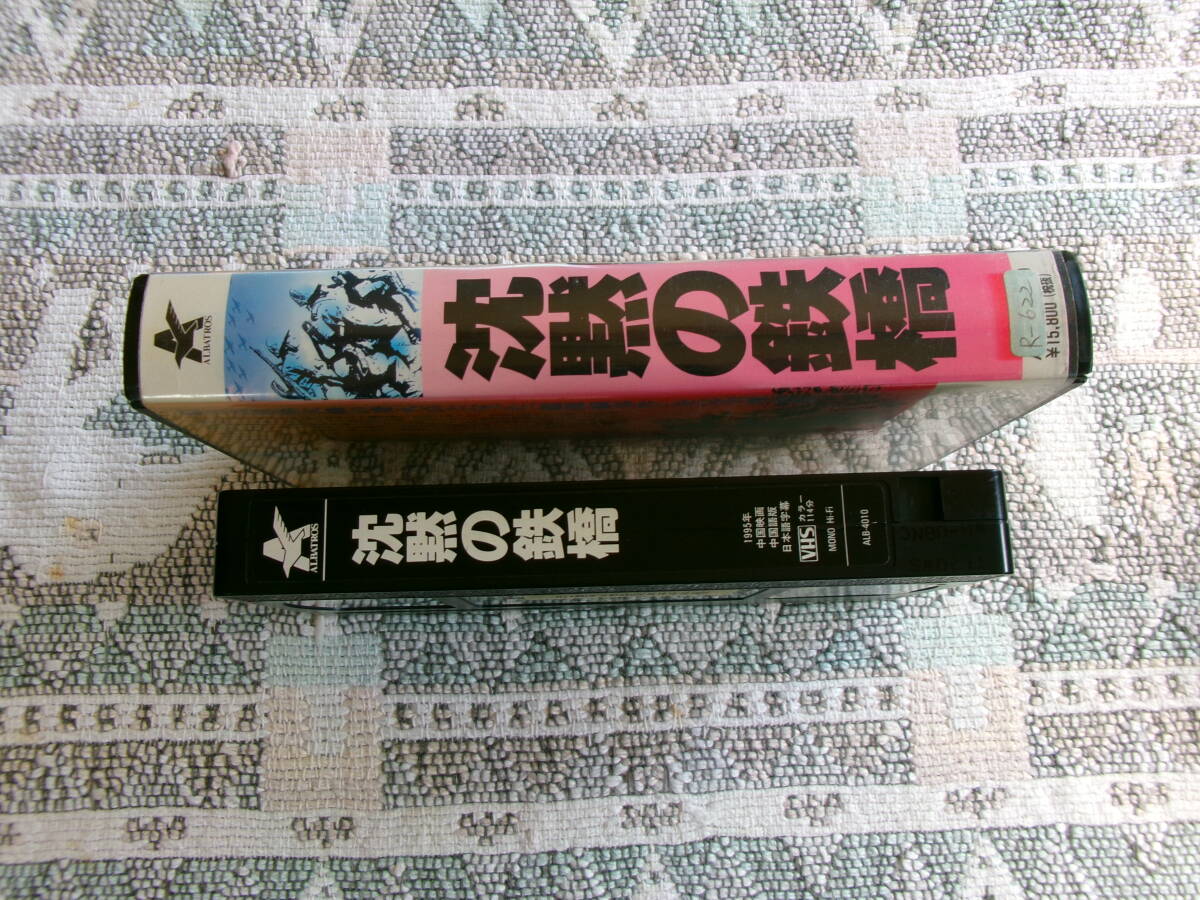 ALBATROS
沈黙の鉄橋
R-622
¥15,800(税抜)
ALBATROS
沈黙の鉄橋
1995年
中国映画
中国語版
日本語字幕
VHS カラー 114分
MONO Hi-Fi
ALB-4010